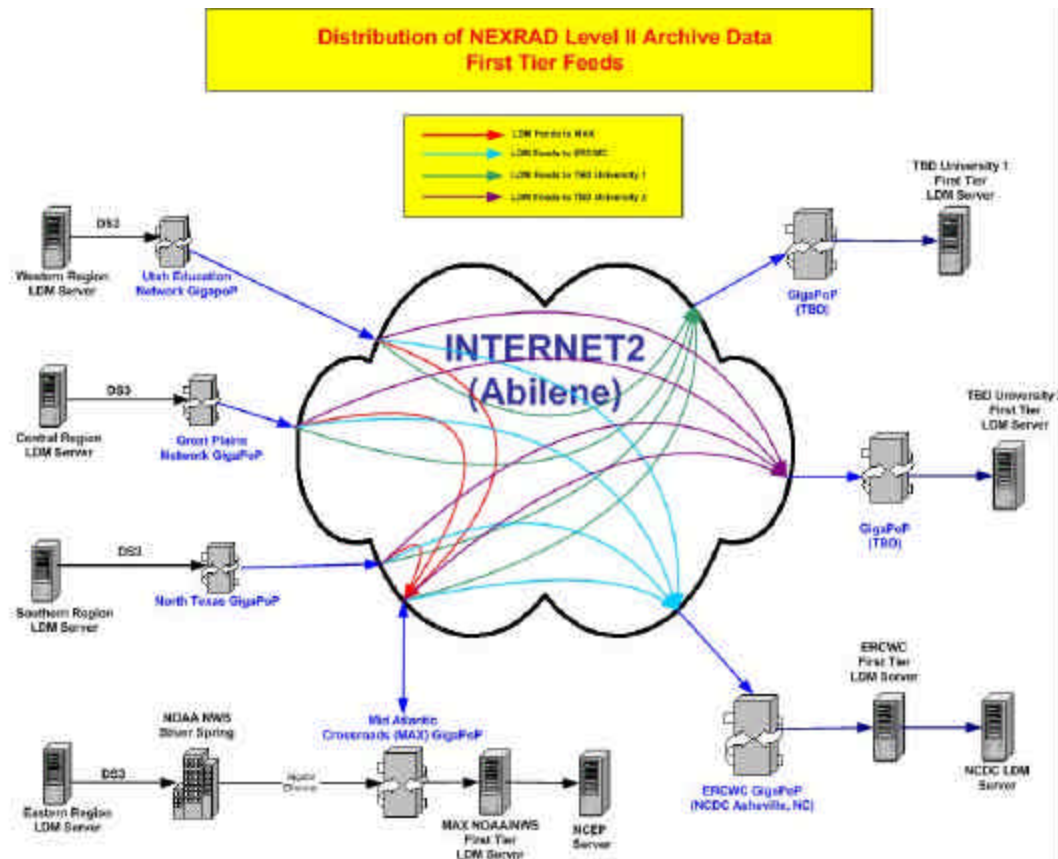 Distribution of NEXRAD Level II Archive Data
First Tier Feeds
LDM Feeds to MAX
LDM Feeds to ERCWC
LDM Feeds to TBD University 1
LDM Feeds to TBD University 2
TBD University 1
First Tier
LDM Server
DS3
Western Region
LDM Server
Utah Education
Network GigapoP
GigaPoP
(TBD)
INTERNET2
(Abilene)
DS3
Central Region
LDM Server
Great Plains
Network GigaPoP
TBD University 2
First Tier
LDM Server
GigaPoP
(TBD)
DS3
Southern Region
LDM Server
North Texas GigaPoP
ERCWC
First Tier
LDM Server
NOAA NWS
Silver Spring
Mid Atlantic
Crossroads (MAX) GigaPoP
DS3
Eastern Region
LDM Server
MAX NOAA/NWS
First Tier
LDM Server
NCEP
Server
ERCWC GigaPoP
(NCDC Asheville, NC)
NCDC LDM
Server